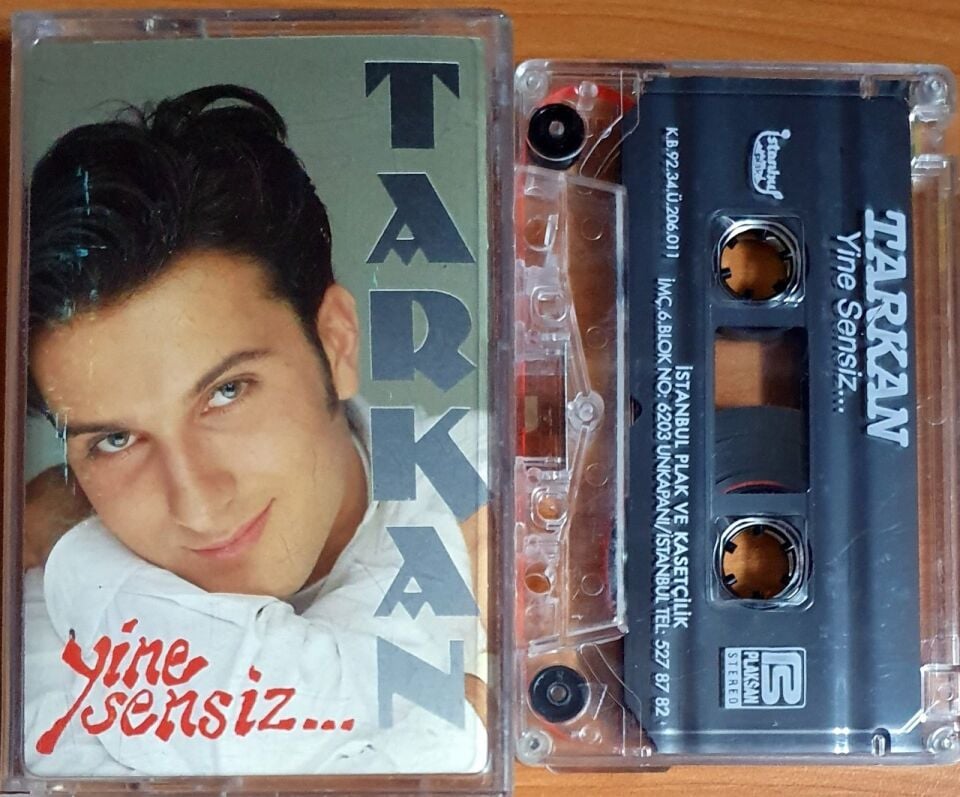 TARKAN
yine
sensiz...
istanbul
TARKAN
Yine Sensiz...
K.B.92.34.Ü.206.011
İSTANBUL PLAK VE KASETÇİLİK
İMÇ.6.BLOK NO: 6203 UNKAPANI/İSTANBUL TEL: 527 87 82
PLAKSAN
STEREO